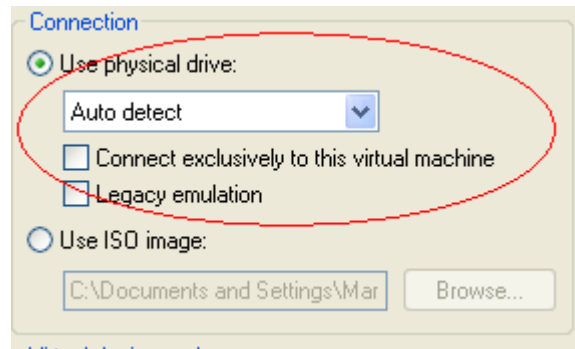 Connection
Use physical drive:
Auto detect
Connect exclusively to this virtual machine
Legacy emulation
Use ISO image:
C:\Documents and Settings\Mar
Browse...